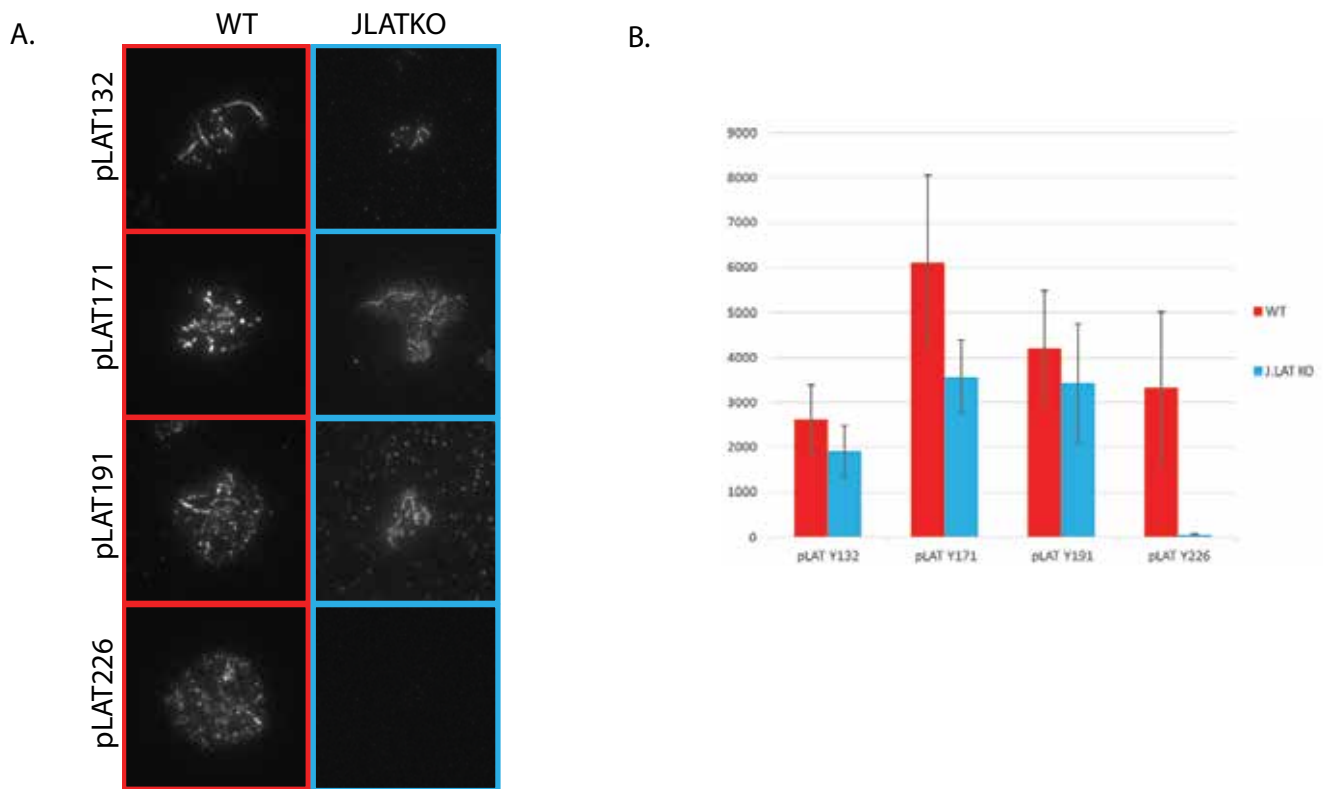 A.
WT JLATKO
pLAT132
pLAT171
pLAT191
pLAT226
B.
9000
8000
7000
6000
5000
4000
3000
2000
1000
0
pLAT Y132 pLAT Y171 pLAT Y191 pLAT Y226
WT
J.LAT KO